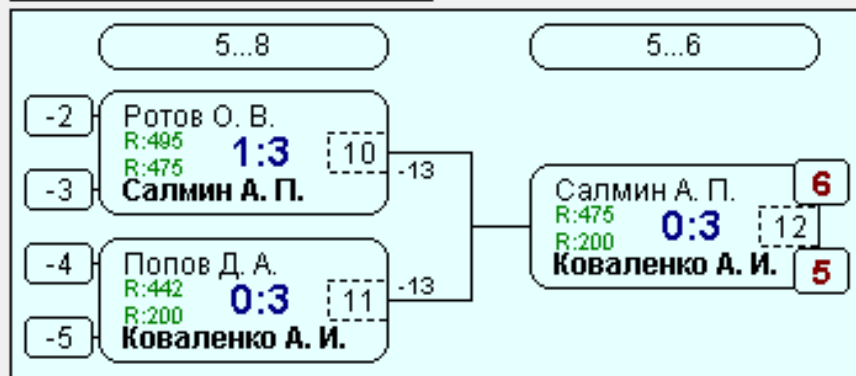 5...8
5...6
-2
Ротов О. В.
R:495
1:3
10
R:475
-3
Салмин А. П.
-13
-4
Попов Д. А.
R:442
0:3
11
R:200
-5
Коваленко А. И.
-13
Салмин А. П.
6
R:475
0:3
12
R:200
Коваленко А. И.
5